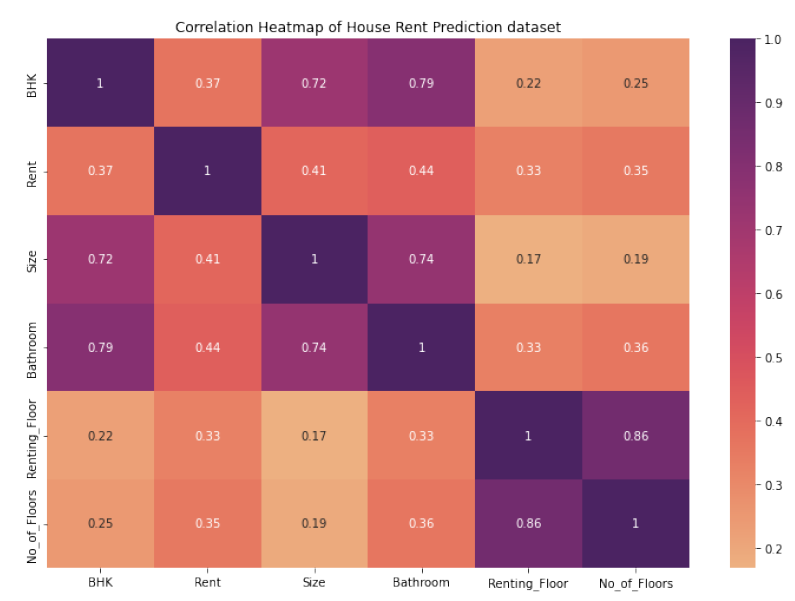 Correlation Heatmap of House Rent Prediction dataset
BHK 1 0.37 0.72 0.79 0.22 0.25
Rent 0.37 1 0.41 0.44 0.33 0.35
Size 0.72 0.41 1 0.74 0.17 0.19
Bathroom 0.79 0.44 0.74 1 0.33 0.36
Renting_Floor 0.22 0.33 0.17 0.33 1 0.86
No_of_Floors 0.25 0.35 0.19 0.36 0.86 1
BHK Rent Size Bathroom Renting_Floor No_of_Floors
1.0
0.9
0.8
0.7
0.6
0.5
0.4
0.3
0.2